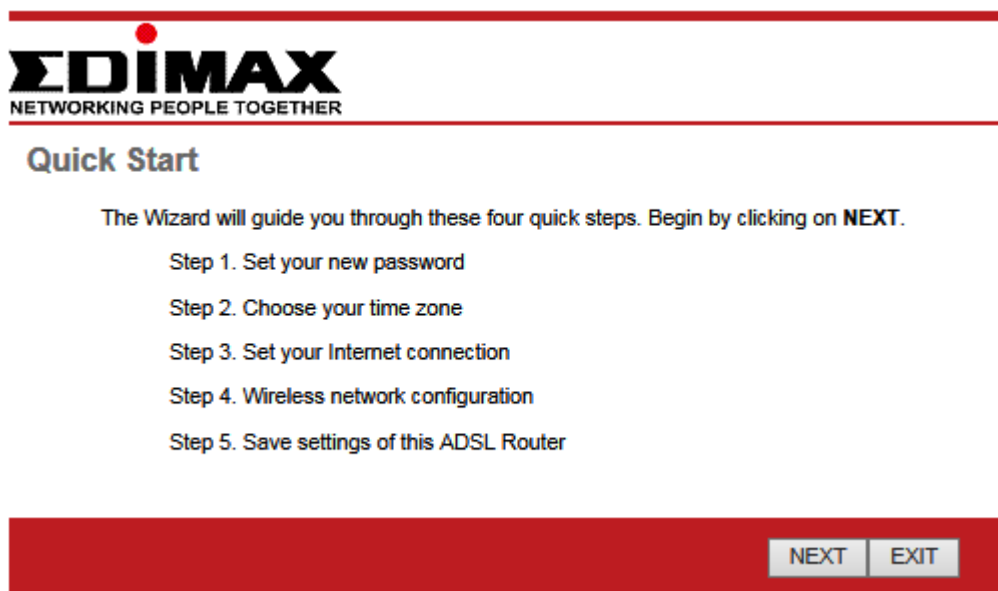 EDIMAX
NETWORKING PEOPLE TOGETHER
Quick Start
The Wizard will guide you through these four quick steps. Begin by clicking on NEXT.
Step 1. Set your new password
Step 2. Choose your time zone
Step 3. Set your Internet connection
Step 4. Wireless network configuration
Step 5. Save settings of this ADSL Router
NEXT EXIT